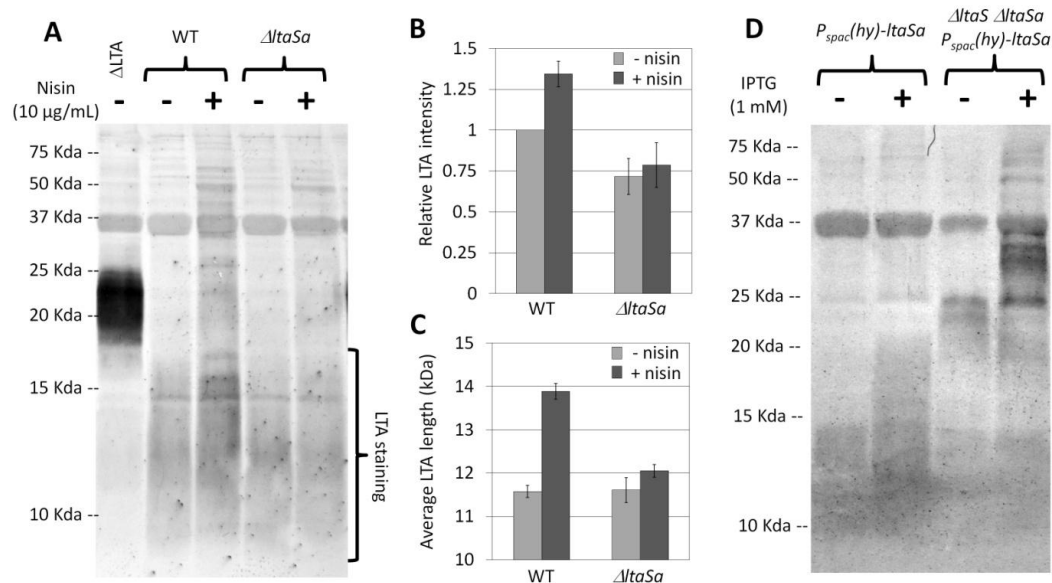 A
ΔLTA
WT
ΔltaSa
Nisin
(10 µg/mL)
-
-
+
-
+
75 Kda --
50 Kda --
37 Kda --
25 Kda --
20 Kda --
15 Kda --
10 Kda --
LTA staining
B
Relative LTA intensity
1.5
1.25
1
0.75
0.5
0.25
0
- nisin
+ nisin
WT
ΔltaSa
C
Average LTA length (kDa)
15
14
13
12
11
10
- nisin
+ nisin
WT
ΔltaSa
D
Pspac(hy)-ltaSa
ΔltaS ΔltaSa
Pspac(hy)-ltaSa
IPTG
(1 mM)
-
+
-
+
75 Kda --
50 Kda --
37 Kda --
25 Kda --
20 Kda --
15 Kda --
10 Kda --